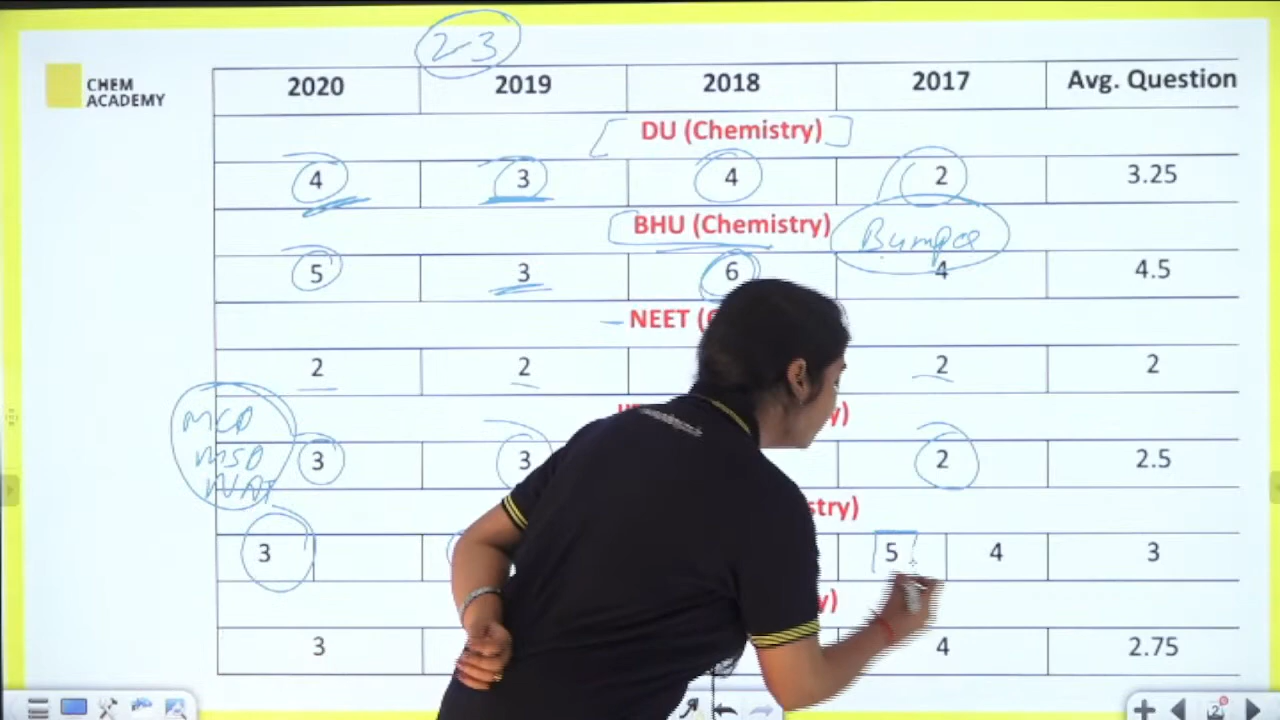 2-3
CHEM
ACADEMY
2020 2019 2018 2017 Avg. Question
DU (Chemistry)
4 3 4 2 3.25
BHU (Chemistry)
5 3 6 4 4.5
NEET (
2 2 2 2
MCQ
MSQ
NAT
3 3 2 2.5
stry)
3 5 4 3
3 4 2.75
2